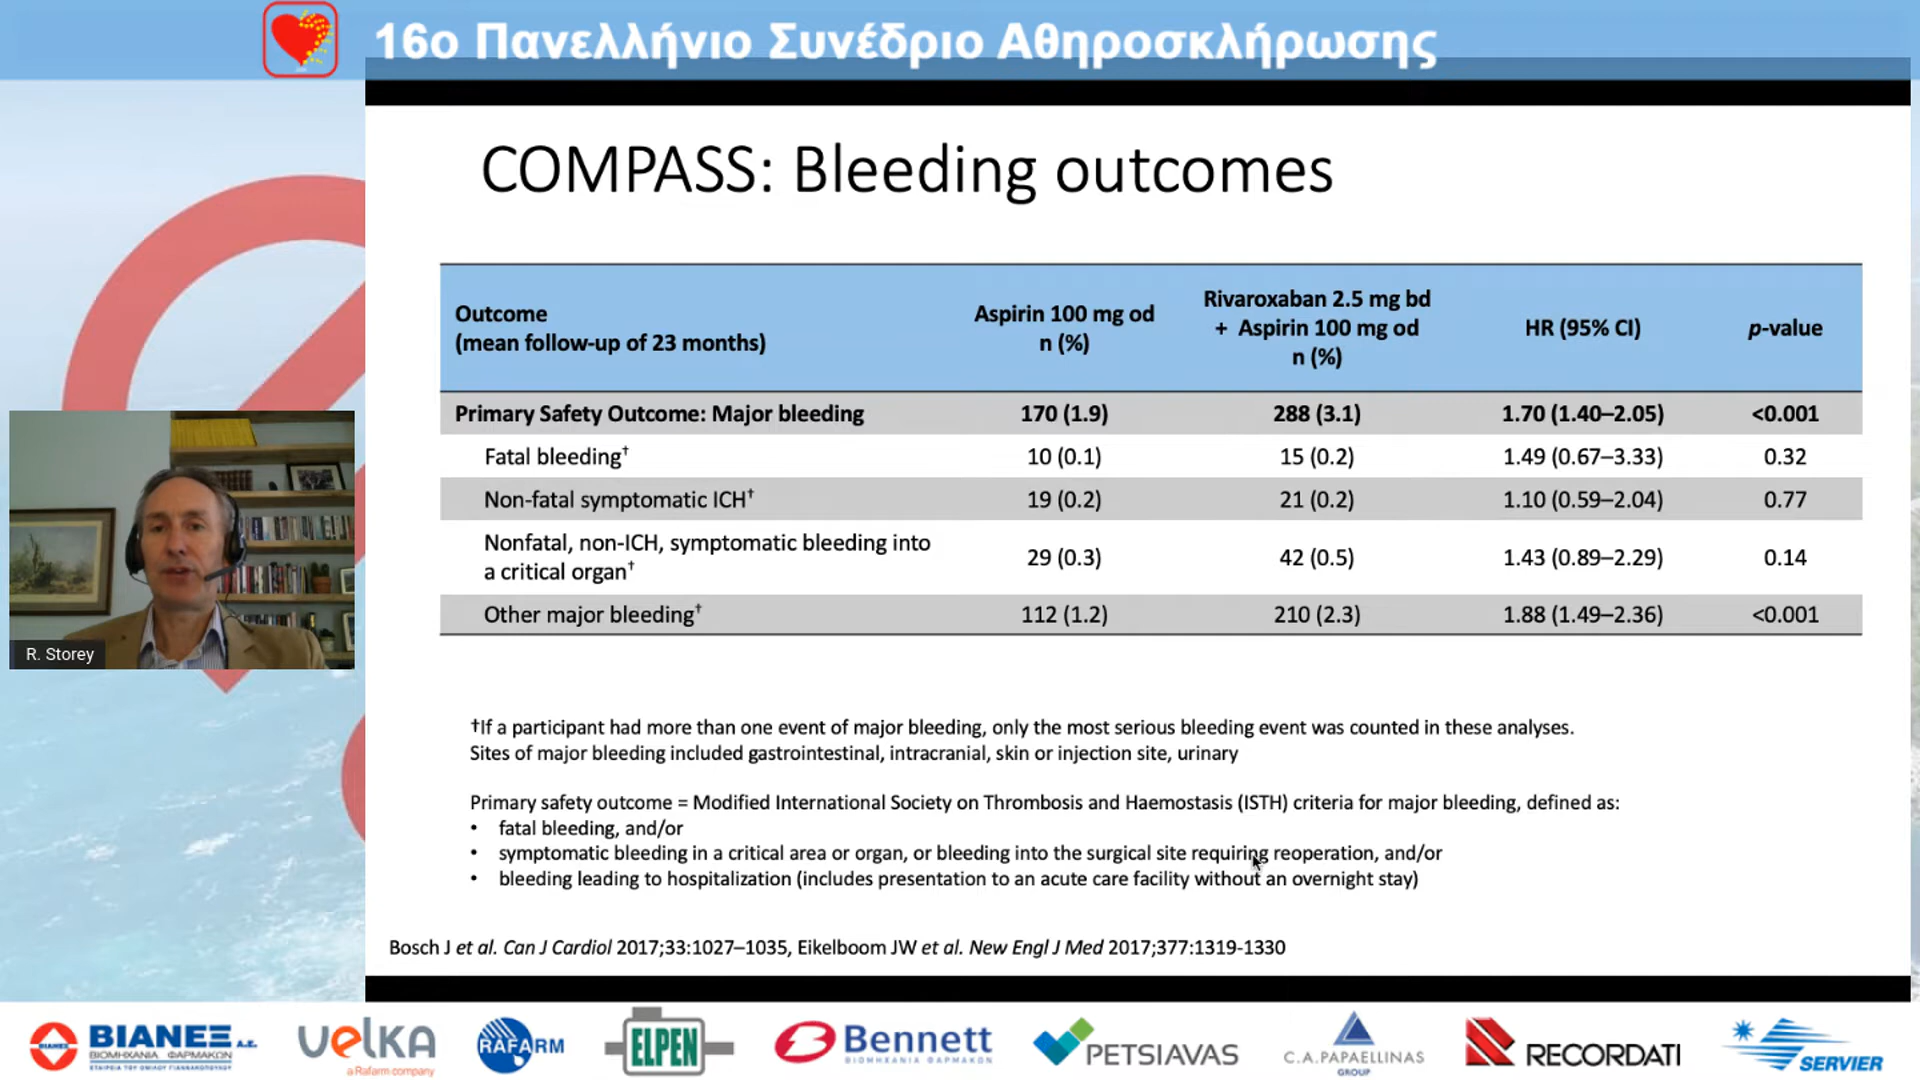 16ο Πανελλήνιο Συνέδριο Αθηροσκλήρωσης
COMPASS: Bleeding outcomes
Outcome
(mean follow-up of 23 months)
Aspirin 100 mg od
n (%)
Rivaroxaban 2.5 mg bd
+ Aspirin 100 mg od
n (%)
HR (95% CI)
p-value
Primary Safety Outcome: Major bleeding 170 (1.9) 288 (3.1) 1.70 (1.40–2.05) <0.001
Fatal bleeding† 10 (0.1) 15 (0.2) 1.49 (0.67–3.33) 0.32
Non-fatal symptomatic ICH† 19 (0.2) 21 (0.2) 1.10 (0.59–2.04) 0.77
Nonfatal, non-ICH, symptomatic bleeding into
a critical organ† 29 (0.3) 42 (0.5) 1.43 (0.89–2.29) 0.14
Other major bleeding† 112 (1.2) 210 (2.3) 1.88 (1.49–2.36) <0.001
R. Storey
†If a participant had more than one event of major bleeding, only the most serious bleeding event was counted in these analyses.
Sites of major bleeding included gastrointestinal, intracranial, skin or injection site, urinary
Primary safety outcome = Modified International Society on Thrombosis and Haemostasis (ISTH) criteria for major bleeding, defined as:
• fatal bleeding, and/or
• symptomatic bleeding in a critical area or organ, or bleeding into the surgical site requiring reoperation, and/or
• bleeding leading to hospitalization (includes presentation to an acute care facility without an overnight stay)
Bosch J et al. Can J Cardiol 2017;33:1027–1035, Eikelboom JW et al. New Engl J Med 2017;377:1319-1330
ΒΙΑΝΕΞ Α.Ε.
ΒΙΟΜΗΧΑΝΙΑ ΦΑΡΜΑΚΩΝ
ΕΤΑΙΡΕΙΑ ΤΟΥ ΟΜΙΛΟΥ ΓΙΑΝΝΑΚΟΠΟΥΛΟΥ
velka
a Rafarm company
RAFARM
ELPEN
Bennett
ΒΙΟΜΗΧΑΝΙΑ ΦΑΡΜΑΚΩΝ
PETSIAVAS
C.A.PAPAELLINAS
GROUP
RECORDATI
SERVIER